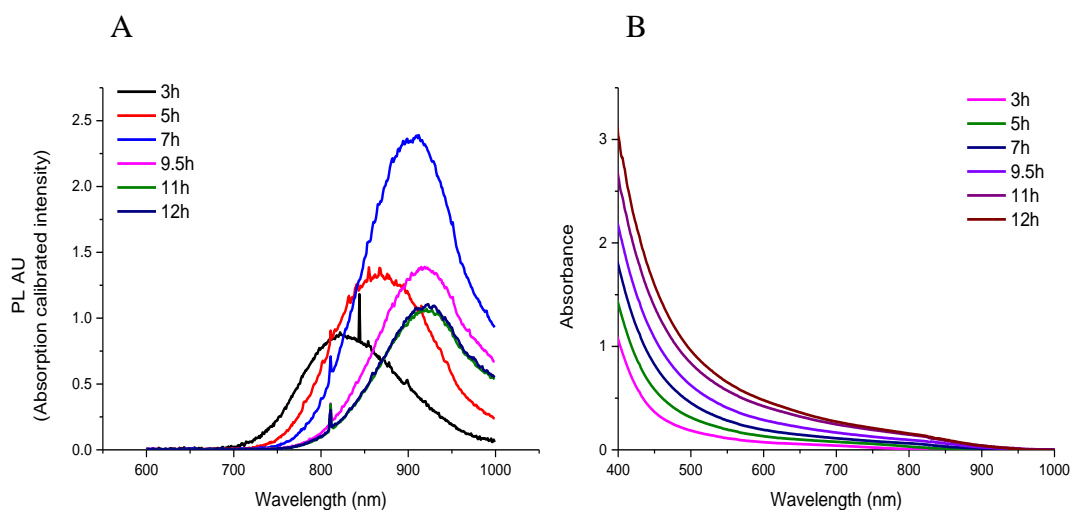 A
3h
5h
7h
9.5h
11h
12h
PL AU
(Absorption calibrated intensity)
2.5
2.0
1.5
1.0
0.5
0.0
600 700 800 900 1000
Wavelength (nm)
B
3h
5h
7h
9.5h
11h
12h
Absorbance
3
2
1
0
400 500 600 700 800 900 1000
Wavelength (nm)